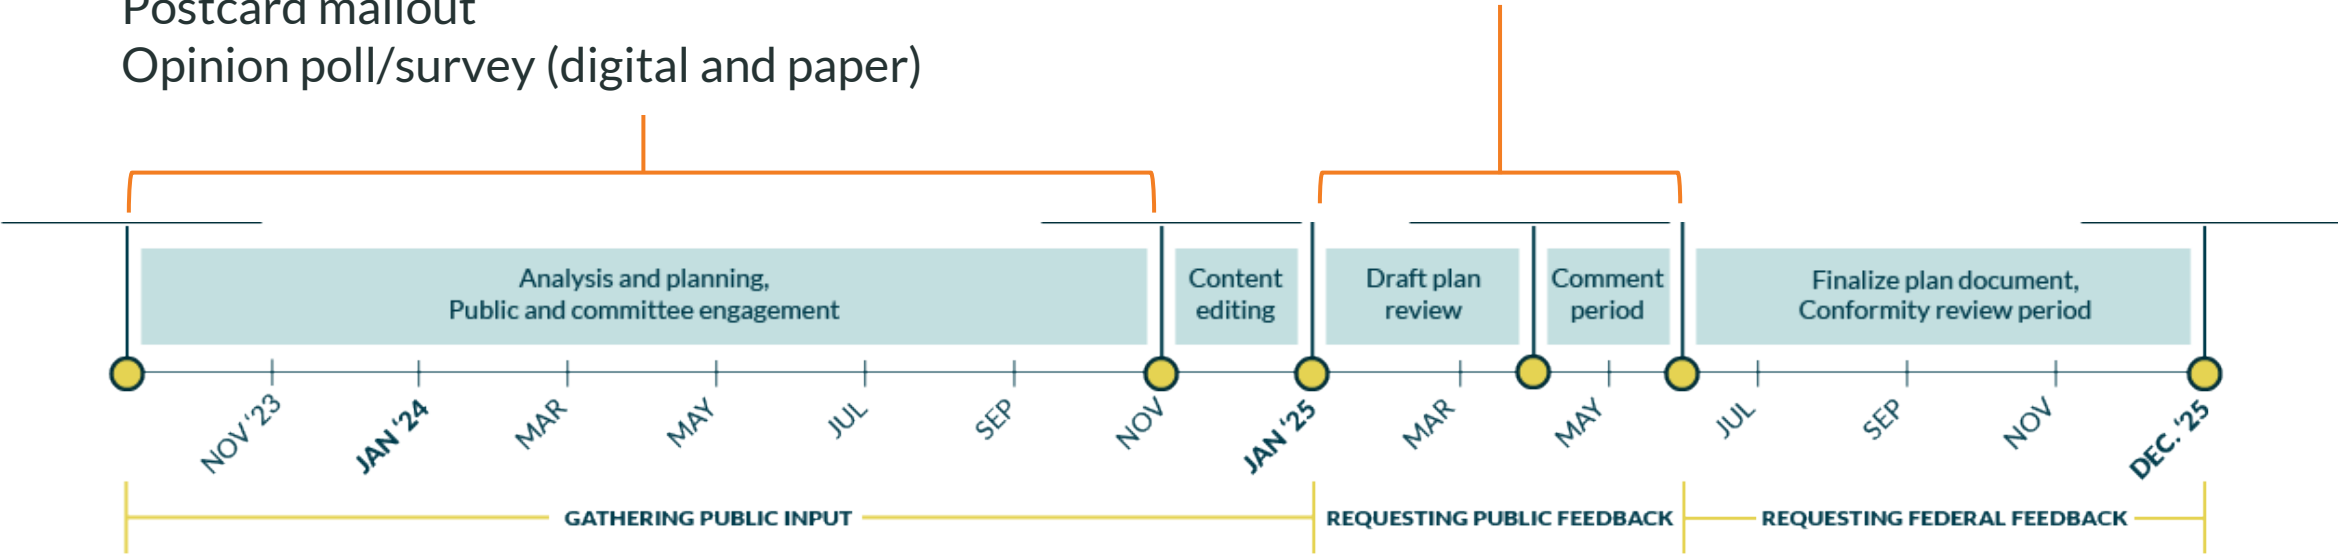 Postcard mailout
Opinion poll/survey (digital and paper)
Analysis and planning,
Public and committee engagement
Content
editing
Draft plan
review
Comment
period
Finalize plan document,
Conformity review period
NOV ‘23
JAN ‘24
MAR
MAY
JUL
SEP
NOV
JAN ‘25
MAR
MAY
JUL
SEP
NOV
DEC. ‘25
GATHERING PUBLIC INPUT
REQUESTING PUBLIC FEEDBACK
REQUESTING FEDERAL FEEDBACK